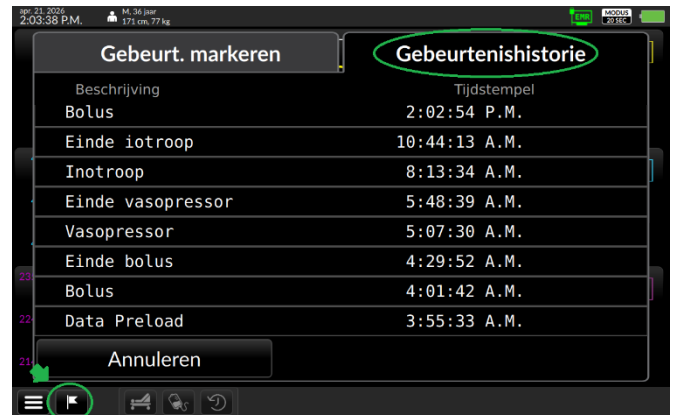 apr. 21, 2026
2:03:38 P.M.
M, 36 jaar
171 cm, 77 kg
EMR
MODUS
20 SEC
Gebeurt. markeren
Gebeurtenishistorie
Beschrijving Tijdstempel
Bolus 2:02:54 P.M.
Einde iotroop 10:44:13 A.M.
Inotroop 8:13:34 A.M.
Einde vasopressor 5:48:39 A.M.
Vasopressor 5:07:30 A.M.
Einde bolus 4:29:52 A.M.
Bolus 4:01:42 A.M.
Data Preload 3:55:33 A.M.
Annuleren